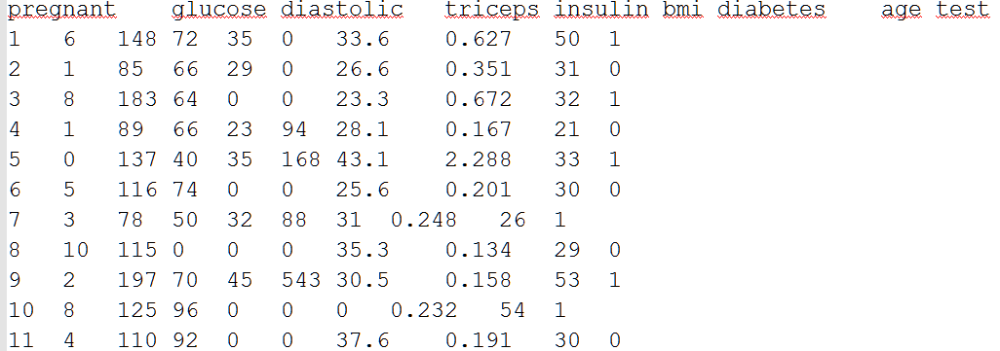 pregnant glucose diastolic triceps insulin bmi diabetes age test
1 6 148 72 35 0 33.6 0.627 50 1
2 1 85 66 29 0 26.6 0.351 31 0
3 8 183 64 0 0 23.3 0.672 32 1
4 1 89 66 23 94 28.1 0.167 21 0
5 0 137 40 35 168 43.1 2.288 33 1
6 5 116 74 0 0 25.6 0.201 30 0
7 3 78 50 32 88 31 0.248 26 1
8 10 115 0 0 0 35.3 0.134 29 0
9 2 197 70 45 543 30.5 0.158 53 1
10 8 125 96 0 0 0 0.232 54 1
11 4 110 92 0 0 37.6 0.191 30 0